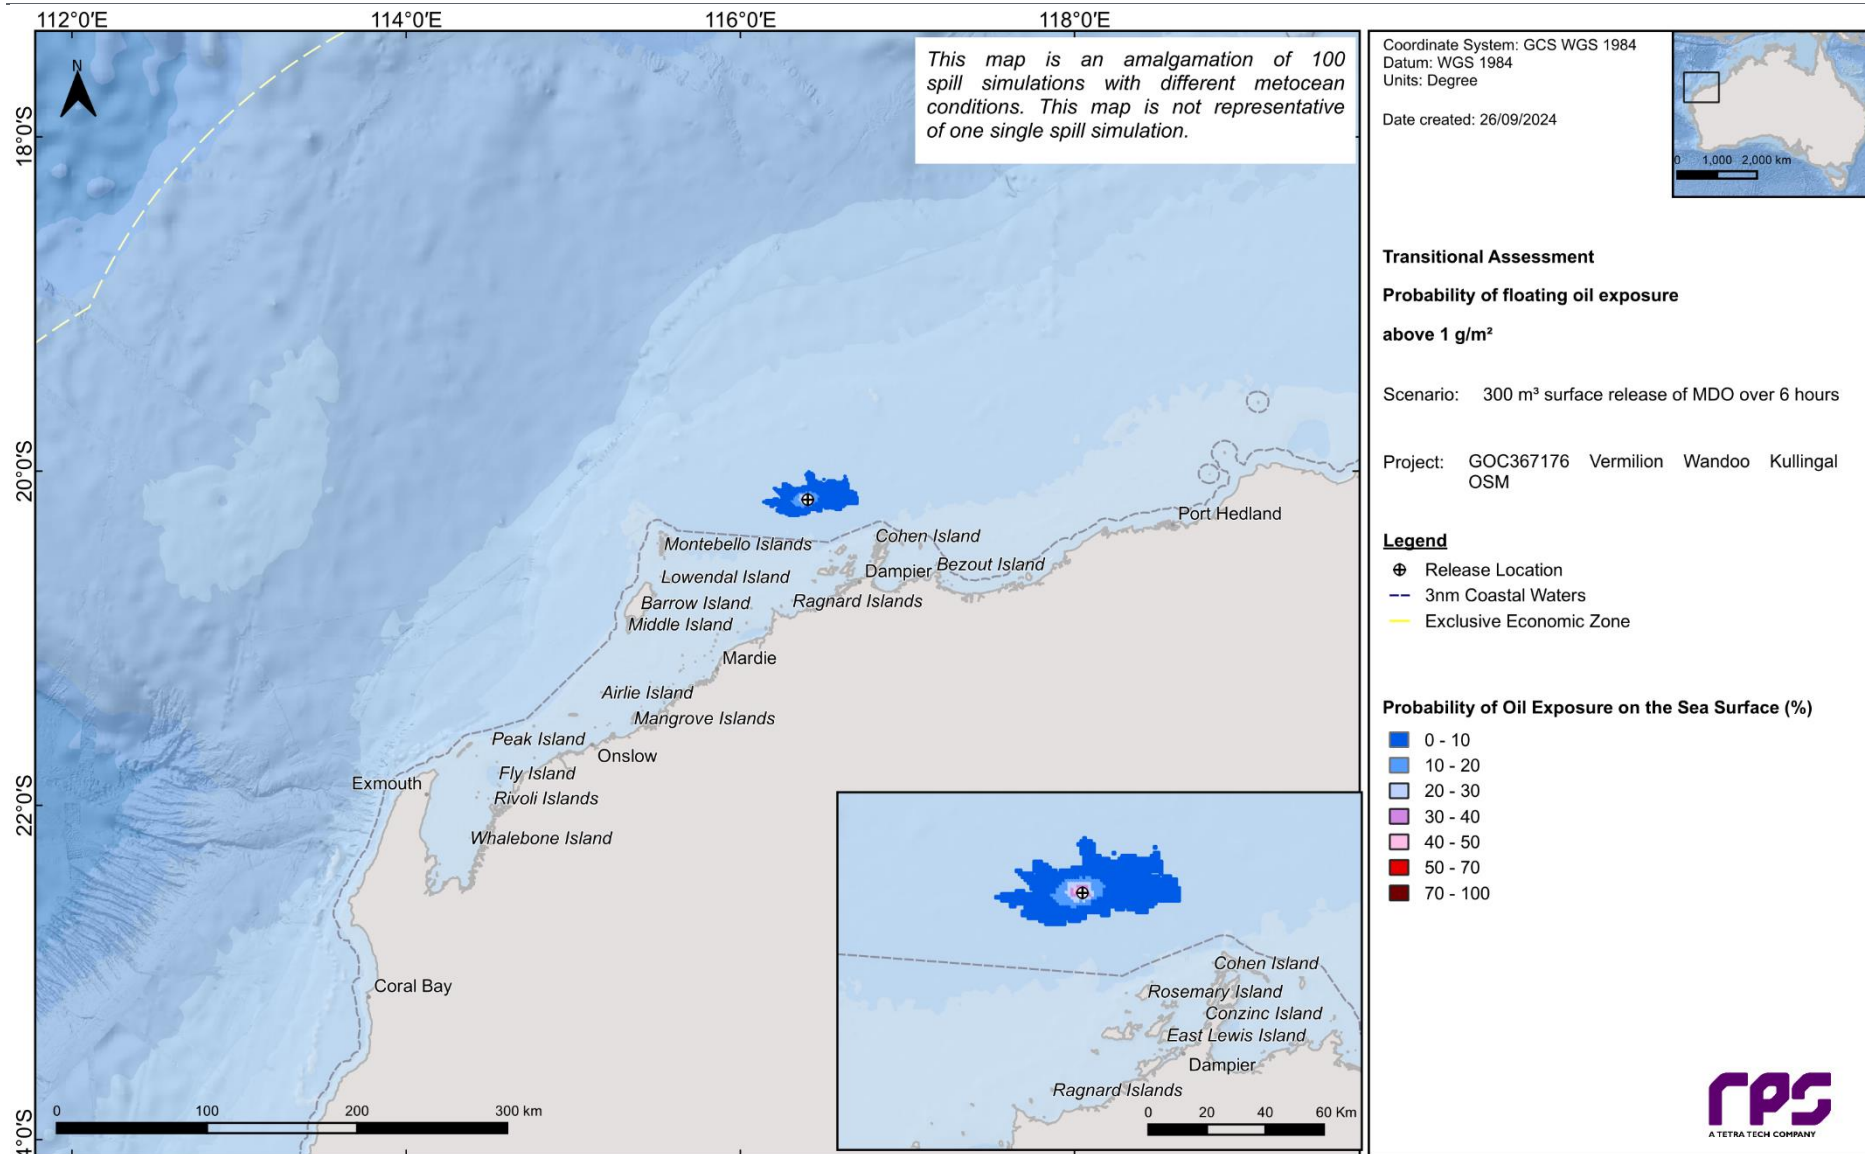 112°0'E
114°0'E
116°0'E
118°0'E
18°0'S
20°0'S
22°0'S
4°0'S
N
This map is an amalgamation of 100
spill simulations with different metocean
conditions. This map is not representative
of one single spill simulation.
Port Hedland
Cohen Island
Montebello Islands
Bezout Island
Dampier
Lowendal Island
Ragnard Islands
Barrow Island
Middle Island
Mardie
Airlie Island
Mangrove Islands
Peak Island
Onslow
Fly Island
Exmouth
Rivoli Islands
Whalebone Island
Coral Bay
0 100 200 300 km
Cohen Island
Rosemary Island
Conzinc Island
East Lewis Island
Dampier
Ragnard Islands
0 20 40 60 Km
Coordinate System: GCS WGS 1984
Datum: WGS 1984
Units: Degree
Date created: 26/09/2024
0 1,000 2,000 km
Transitional Assessment
Probability of floating oil exposure
above 1 g/m²
Scenario: 300 m³ surface release of MDO over 6 hours
Project: GOC367176 Vermilion Wandoo Kullingal
OSM
Legend
Release Location
3nm Coastal Waters
Exclusive Economic Zone
Probability of Oil Exposure on the Sea Surface (%)
0 - 10
10 - 20
20 - 30
30 - 40
40 - 50
50 - 70
70 - 100
rps
A TETRA TECH COMPANY